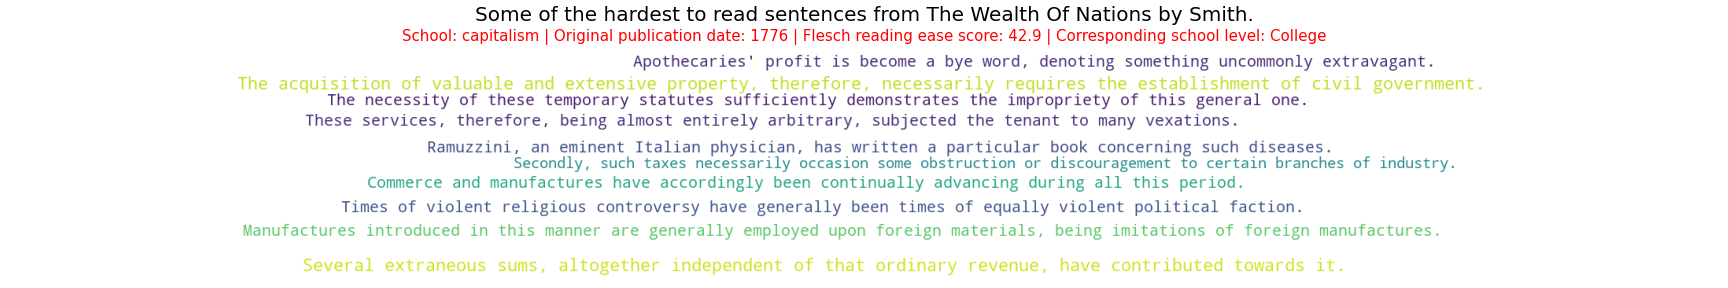 Some of the hardest to read sentences from The Wealth Of Nations by Smith.
School: capitalism | Original publication date: 1776 | Flesch reading ease score: 42.9 | Corresponding school level: College
Apothecaries' profit is become a bye word, denoting something uncommonly extravagant.
The acquisition of valuable and extensive property, therefore, necessarily requires the establishment of civil government.
The necessity of these temporary statutes sufficiently demonstrates the impropriety of this general one.
These services, therefore, being almost entirely arbitrary, subjected the tenant to many vexations.
Ramuzzini, an eminent Italian physician, has written a particular book concerning such diseases.
Secondly, such taxes necessarily occasion some obstruction or discouragement to certain branches of industry.
Commerce and manufactures have accordingly been continually advancing during all this period.
Times of violent religious controversy have generally been times of equally violent political faction.
Manufactures introduced in this manner are generally employed upon foreign materials, being imitations of foreign manufactures.
Several extraneous sums, altogether independent of that ordinary revenue, have contributed towards it.